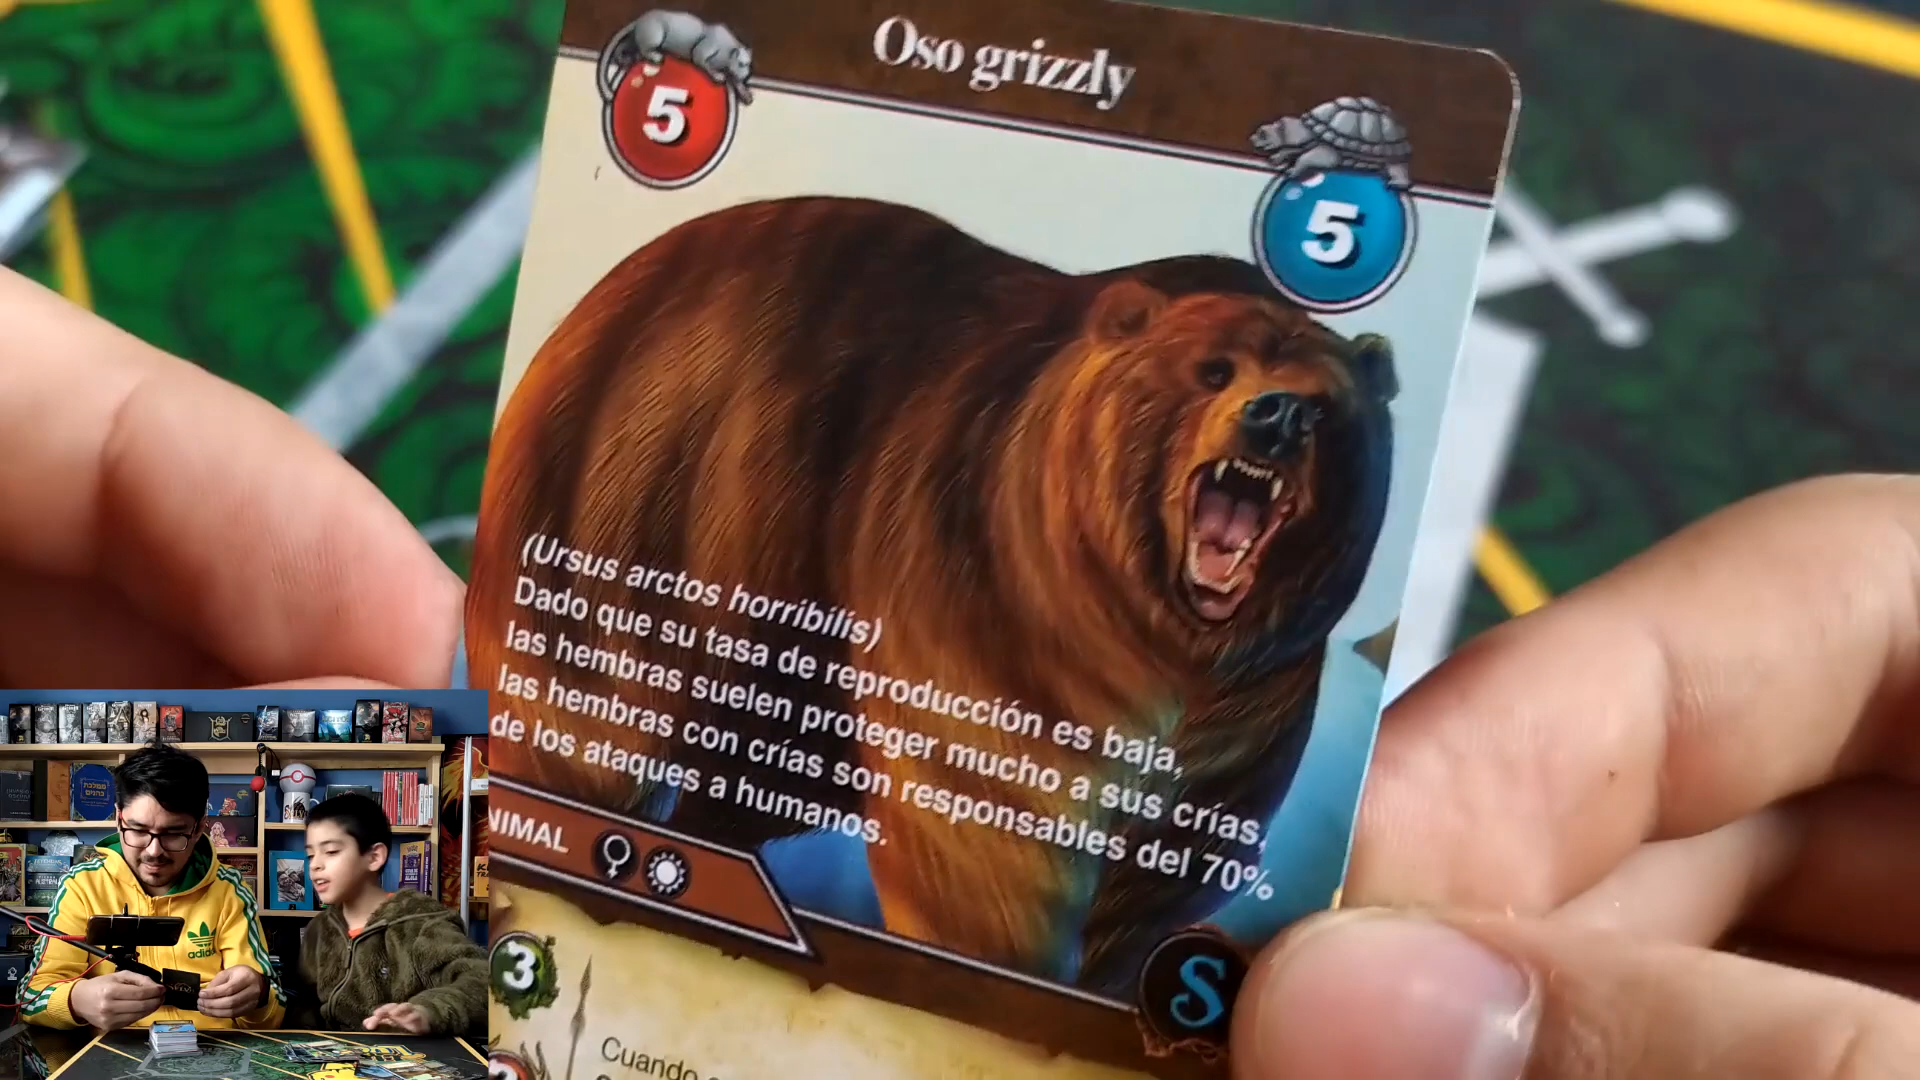 Oso grizzly
5
5
(Ursus arctos horribilis)
Dado que su tasa de reproducción es baja,
las hembras suelen proteger mucho a sus crías,
las hembras con crías son responsables del 70%
de los ataques a humanos.
NIMAL
S
3
Cuando
adidas